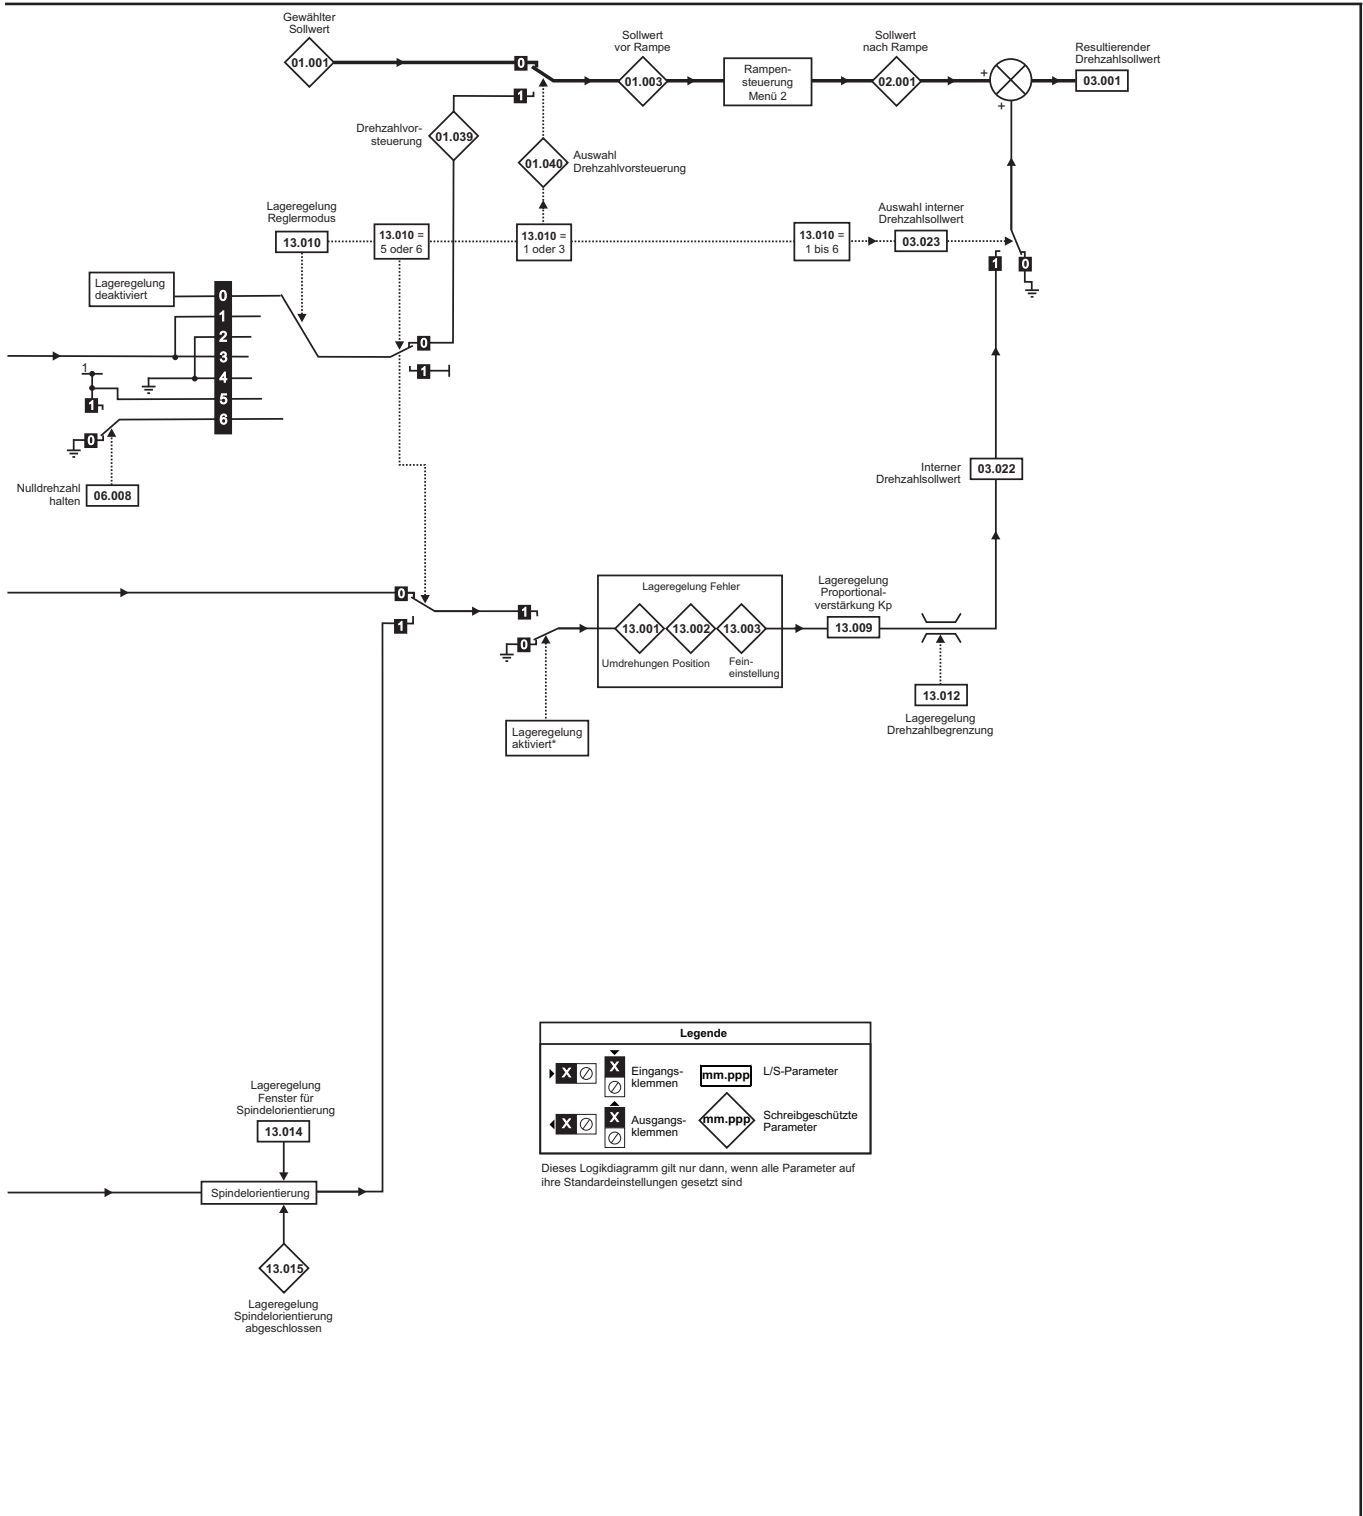 Gewählter
Sollwert
01.001
0
1
Sollwert
vor Rampe
01.003
Rampen-
steuerung
Menü 2
Sollwert
nach Rampe
02.001
+
+
Resultierender
Drehzahlsollwert
03.001
Drehzahlvor-
steuerung
01.039
01.040
Auswahl
Drehzahlvorsteuerung
Lageregelung
Reglermodus
13.010
13.010 =
5 oder 6
13.010 =
1 oder 3
13.010 =
1 bis 6
Auswahl interner
Drehzahlsollwert
03.023
1
0
Lageregelung
deaktiviert
0
1
2
3
4
5
6
0
1
1
1
0
Nulldrehzahl
halten
06.008
Interner
Drehzahlsollwert
03.022
0
1
1
0
Lageregelung Fehler
13.001
13.002
13.003
Umdrehungen
Position
Fein-
einstellung
Lageregelung
Proportional-
verstärkung Kp
13.009
13.012
Lageregelung
Drehzahlbegrenzung
Lageregelung
aktiviert*
Legende
X
X
Eingangs-
klemmen
mm.ppp
L/S-Parameter
X
X
Ausgangs-
klemmen
mm.ppp
Schreibgeschützte
Parameter
Dieses Logikdiagramm gilt nur dann, wenn alle Parameter auf
ihre Standardeinstellungen gesetzt sind
Lageregelung
Fenster für
Spindelorientierung
13.014
Spindelorientierung
13.015
Lageregelung
Spindelorientierung
abgeschlossen